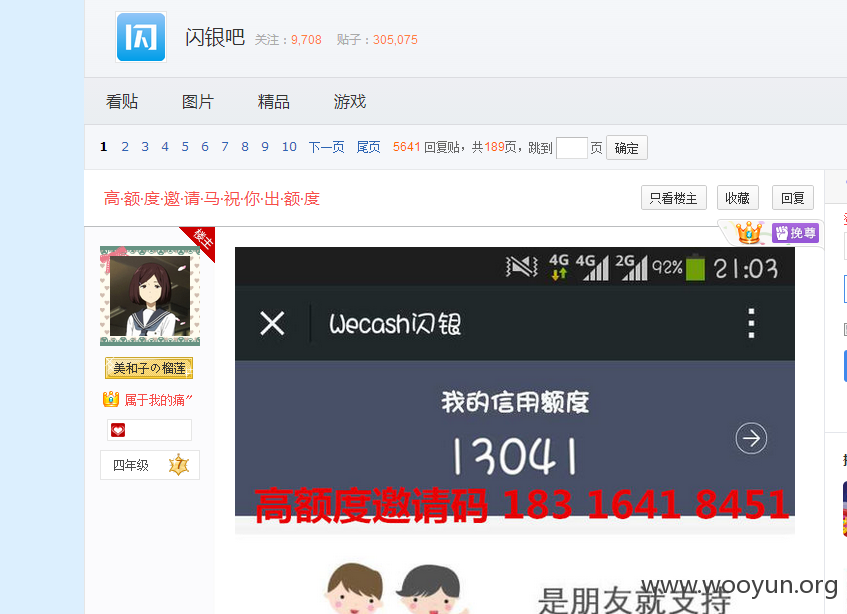 闪
闪银吧 关注：9,708 贴子：305,075
看贴 图片 精品 游戏
1 2 3 4 5 6 7 8 9 10 下一页 尾页 5641回复贴，共189页，跳到 页 确定
高·额·度·邀·请·马·祝·你·出·额·度 只看楼主 收藏 回复
楼主
挽尊
4G 4G 2G 92% 21:03
Wecash闪银
我的信用额度
13041
高额度邀请码 183 1641 8451
美和子の榴莲
属于我的痛〃
四年级 7
是朋友就支持
www.wooyun.org